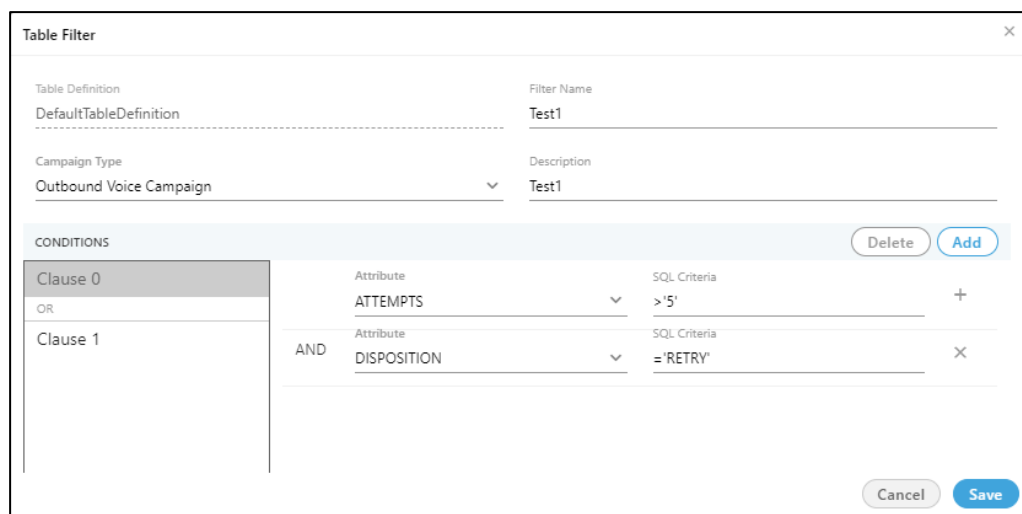 Table Filter
Table Definition
DefaultTableDefinition
Filter Name
Test1
Campaign Type
Outbound Voice Campaign
Description
Test1
CONDITIONS
Delete
Add
Clause 0
OR
Clause 1
Attribute
ATTEMPTS
SQL Criteria
>'5'
AND
Attribute
DISPOSITION
SQL Criteria
='RETRY'
Cancel
Save